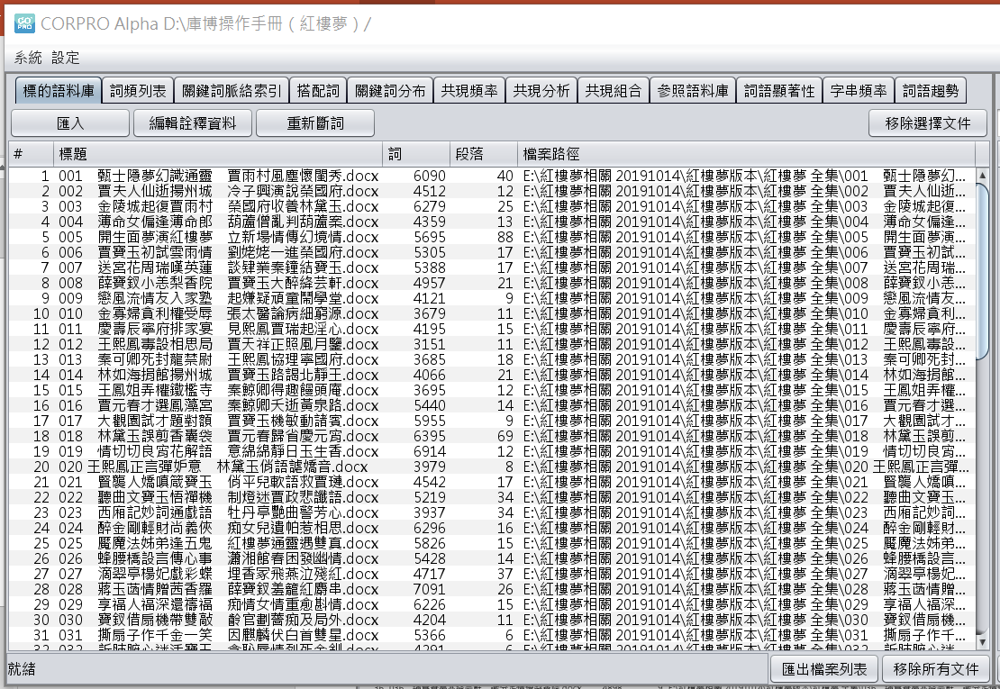 CORPRO Alpha D:\庫博操作手冊 ( 紅樓夢 ) /
系統 設定
標的語料庫 詞頻列表 關鍵詞脈絡索引 搭配詞 關鍵詞分布 共現頻率 共現分析 共現組合 參照語料庫 詞語顯著性 字串頻率 詞語趨勢
匯入 編輯詮釋資料 重新斷詞 移除選擇文件
# 標題 詞 段落 檔案路徑
1 001 甄士隱夢幻識通靈 賈雨村風塵懷閨秀.docx 6090 40 E:\紅樓夢相關 20191014\紅樓夢版本\紅樓夢 全集\001 甄士隱夢幻...
2 002 賈夫人仙逝揚州城 冷子興演說榮國府.docx 4512 12 E:\紅樓夢相關 20191014\紅樓夢版本\紅樓夢 全集\002 賈夫人仙逝...
3 003 金陵城起復賈雨村 榮國府收養林黛玉.docx 6279 25 E:\紅樓夢相關 20191014\紅樓夢版本\紅樓夢 全集\003 金陵城起復...
4 004 薄命女偏逢薄命郎 葫蘆僧亂判葫蘆案.docx 4359 13 E:\紅樓夢相關 20191014\紅樓夢版本\紅樓夢 全集\004 薄命女偏逢...
5 005 開生面夢演紅樓夢 立新場情傳幻境情.docx 5695 88 E:\紅樓夢相關 20191014\紅樓夢版本\紅樓夢 全集\005 開生面夢演...
6 006 賈寶玉初試雲雨情 劉姥姥一進榮國府.docx 5305 17 E:\紅樓夢相關 20191014\紅樓夢版本\紅樓夢 全集\006 賈寶玉初試...
7 007 送宮花周瑞嘆英蓮 談肄業秦鐘結寶玉.docx 5388 17 E:\紅樓夢相關 20191014\紅樓夢版本\紅樓夢 全集\007 送宮花周瑞...
8 008 薛寶釵小恙梨香院 賈寶玉大醉絳芸軒.docx 4957 21 E:\紅樓夢相關 20191014\紅樓夢版本\紅樓夢 全集\008 薛寶釵小恙...
9 009 戀風流情友入家塾 起嫌疑頑童鬧學堂.docx 4121 9 E:\紅樓夢相關 20191014\紅樓夢版本\紅樓夢 全集\009 戀風流情友...
10 010 金寡婦貪利權受辱 張太醫論病細窮源.docx 3679 11 E:\紅樓夢相關 20191014\紅樓夢版本\紅樓夢 全集\010 金寡婦貪利...
11 011 慶壽辰寧府排家宴 見熙鳳賈瑞起淫心.docx 4195 15 E:\紅樓夢相關 20191014\紅樓夢版本\紅樓夢 全集\011 慶壽辰寧府...
12 012 王熙鳳毒設相思局 賈天祥正照風月鑒.docx 3151 11 E:\紅樓夢相關 20191014\紅樓夢版本\紅樓夢 全集\012 王熙鳳毒設...
13 013 秦可卿死封龍禁尉 王熙鳳協理寧國府.docx 3685 18 E:\紅樓夢相關 20191014\紅樓夢版本\紅樓夢 全集\013 秦可卿死封...
14 014 林如海捐館揚州城 賈寶玉路謁北靜王.docx 4066 21 E:\紅樓夢相關 20191014\紅樓夢版本\紅樓夢 全集\014 林如海捐館...
15 015 王鳳姐弄權鐵檻寺 秦鯨卿得趣饅頭庵.docx 3695 12 E:\紅樓夢相關 20191014\紅樓夢版本\紅樓夢 全集\015 王鳳姐弄權...
16 016 賈元春才選鳳藻宮 秦鯨卿夭逝黃泉路.docx 5440 14 E:\紅樓夢相關 20191014\紅樓夢版本\紅樓夢 全集\016 賈元春才選...
17 017 大觀園試才題對額 賈寶玉機敏動諸賓.docx 5955 9 E:\紅樓夢相關 20191014\紅樓夢版本\紅樓夢 全集\017 大觀園試才...
18 018 林黛玉誤剪香囊袋 賈元春歸省慶元宵.docx 6395 69 E:\紅樓夢相關 20191014\紅樓夢版本\紅樓夢 全集\018 林黛玉誤剪...
19 019 情切切良宵花解語 意綿綿靜日玉生香.docx 6914 12 E:\紅樓夢相關 20191014\紅樓夢版本\紅樓夢 全集\019 情切切良宵...
20 020 王熙鳳正言彈妒意 林黛玉俏語謔嬌音.docx 3979 8 E:\紅樓夢相關 20191014\紅樓夢版本\紅樓夢 全集\020 王熙鳳正言彈...
21 021 賢襲人嬌嗔箴寶玉 俏平兒軟語救賈璉.docx 4542 17 E:\紅樓夢相關 20191014\紅樓夢版本\紅樓夢 全集\021 賢襲人嬌嗔...
22 022 聽曲文寶玉悟禪機 制燈迷賈政悲讖語.docx 5219 34 E:\紅樓夢相關 20191014\紅樓夢版本\紅樓夢 全集\022 聽曲文寶玉...
23 023 西廂記妙詞通戲語 牡丹亭艷曲警芳心.docx 3937 34 E:\紅樓夢相關 20191014\紅樓夢版本\紅樓夢 全集\023 西廂記妙詞...
24 024 醉金剛輕財尚義俠 痴女兒遺帕惹相思.docx 6296 16 E:\紅樓夢相關 20191014\紅樓夢版本\紅樓夢 全集\024 醉金剛輕財...
25 025 魘魔法姊弟逢五鬼 紅樓夢通靈遇雙真.docx 5826 15 E:\紅樓夢相關 20191014\紅樓夢版本\紅樓夢 全集\025 魘魔法姊弟...
26 026 蜂腰橋設言傳心事 瀟湘館春困發幽情.docx 5428 14 E:\紅樓夢相關 20191014\紅樓夢版本\紅樓夢 全集\026 蜂腰橋設言...
27 027 滴翠亭楊妃戲彩蝶 埋香冢飛燕泣殘紅.docx 4717 37 E:\紅樓夢相關 20191014\紅樓夢版本\紅樓夢 全集\027 滴翠亭楊妃...
28 028 蔣玉菡情贈茜香羅 薛寶釵羞籠紅麝串.docx 7091 26 E:\紅樓夢相關 20191014\紅樓夢版本\紅樓夢 全集\028 蔣玉菡情贈...
29 029 享福人福深還禱福 痴情女情重愈斟情.docx 6226 15 E:\紅樓夢相關 20191014\紅樓夢版本\紅樓夢 全集\029 享福人福深...
30 030 寶釵借扇機帶雙敲 齡官劃薔痴及局外.docx 4204 11 E:\紅樓夢相關 20191014\紅樓夢版本\紅樓夢 全集\030 寶釵借扇機...
31 031 撕扇子作千金一笑 因麒麟伏白首雙星.docx 5366 6 E:\紅樓夢相關 20191014\紅樓夢版本\紅樓夢 全集\031 撕扇子作千...
32 032 訴肺腑心迷活寶玉 含恥辱情烈死金釧.docx 4291 6 E:\紅樓夢相關 20191014\紅樓夢版本\紅樓夢 全集\032 訴肺腑心迷...
就緒 匯出檔案列表 移除所有文件